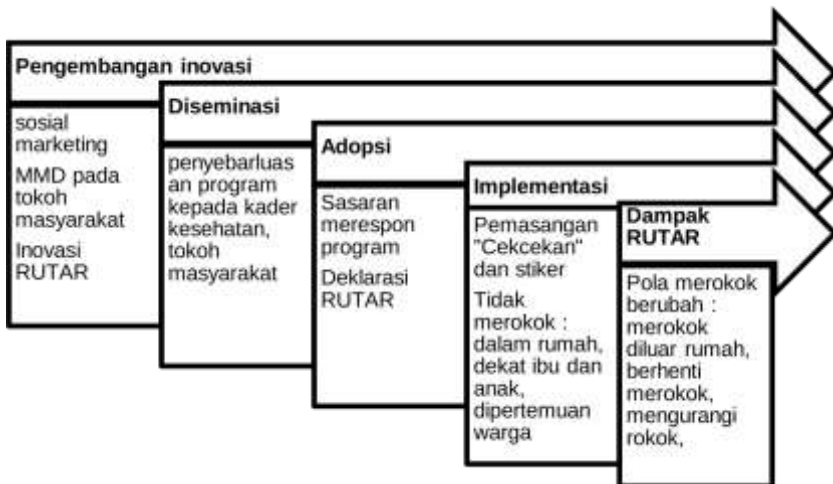 Pengembangan inovasi
sosial
marketing
MMD pada
tokoh
masyarakat
Inovasi
RUTAR
Diseminasi
penyebarluas
an program
kepada kader
kesehatan,
tokoh
masyarakat
Adopsi
Sasaran
merespon
program
Deklarasi
RUTAR
Implementasi
Pemasangan
"Cekcekan"
dan stiker
Tidak
merokok :
dalam rumah,
dekat ibu dan
anak,
dipertemuan
warga
Dampak
RUTAR
Pola merokok
berubah :
merokok
diluar rumah,
berhenti
merokok,
mengurangi
rokok,